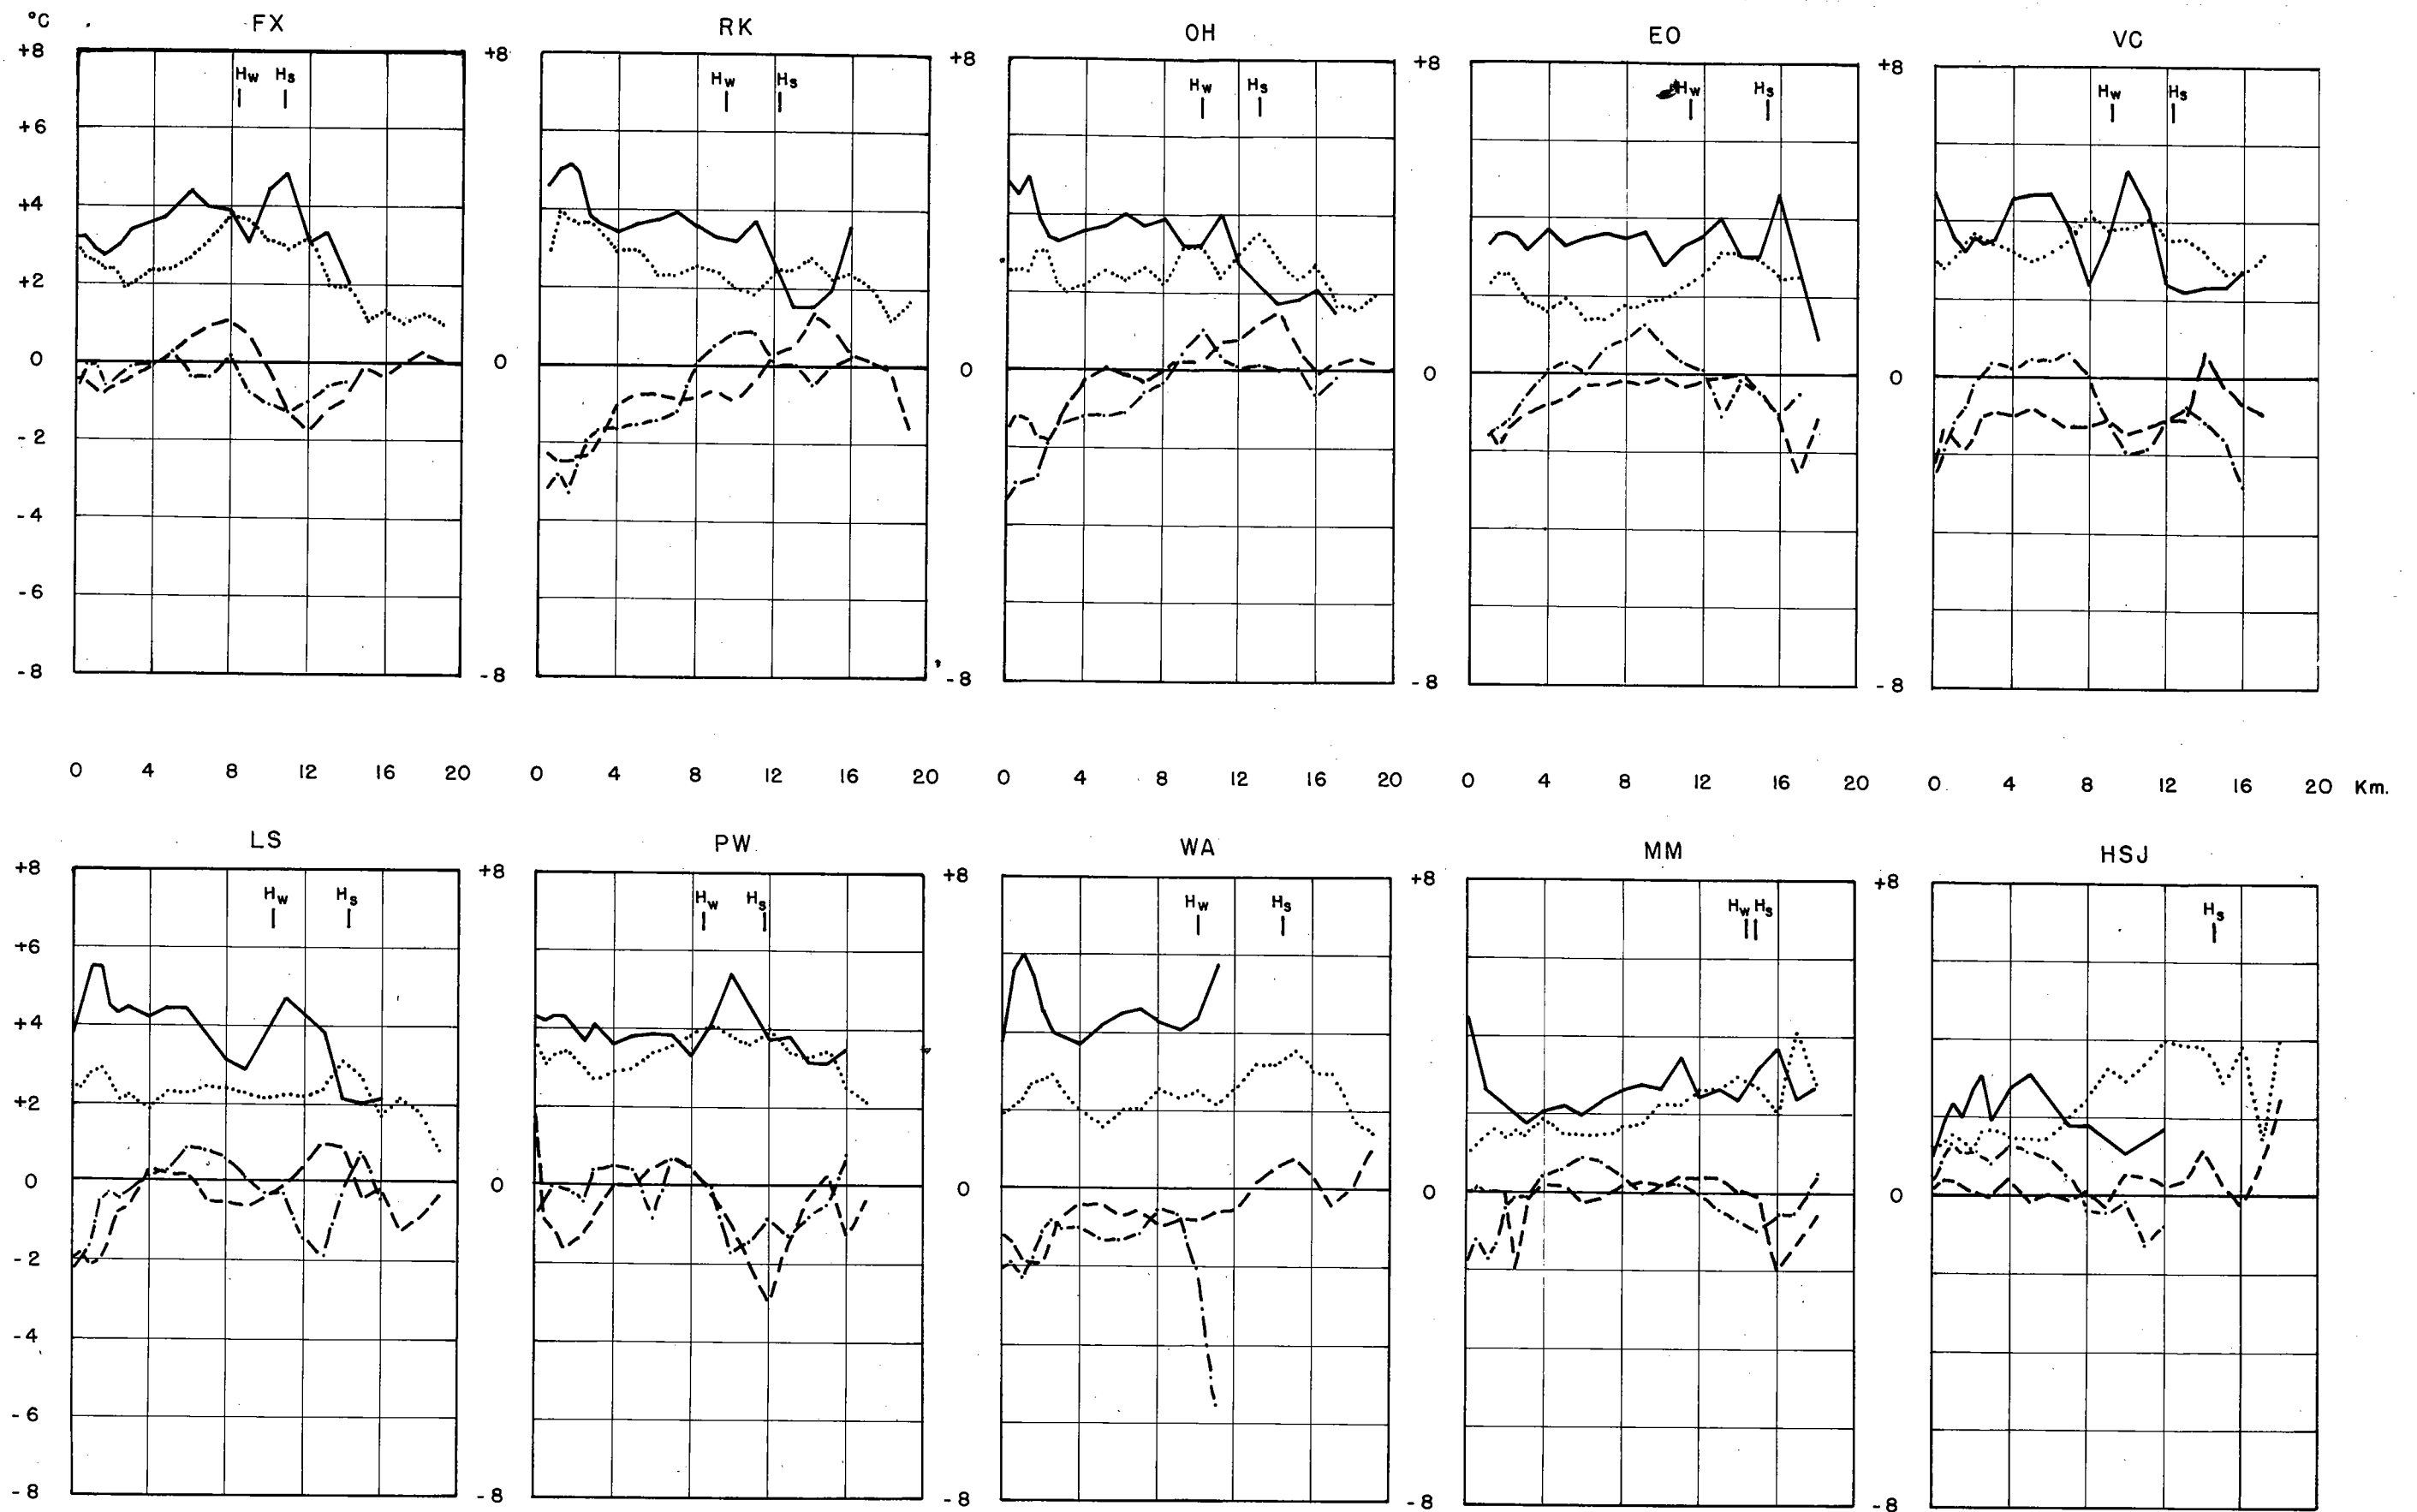 °C
FX RK OH EO VC
+8 +8 +8 +8 +8
Hw Hs Hw Hs Hw Hs Hw Hs Hw Hs
+6
+4
+2
0 0 0 0 0
-2
-4
-6
-8 -8 -8 -8 -8
0 4 8 12 16 20 0 4 8 12 16 20 0 4 8 12 16 20 0 4 8 12 16 20 0 4 8 12 16 20 Km.
LS PW WA MM HSJ
+8 +8 +8 +8 +8
Hw Hs Hw Hs Hw Hs Hw Hs Hs
+6
+4
+2
0 0 0 0 0
-2
-4
-6
-8 -8 -8 -8 -8